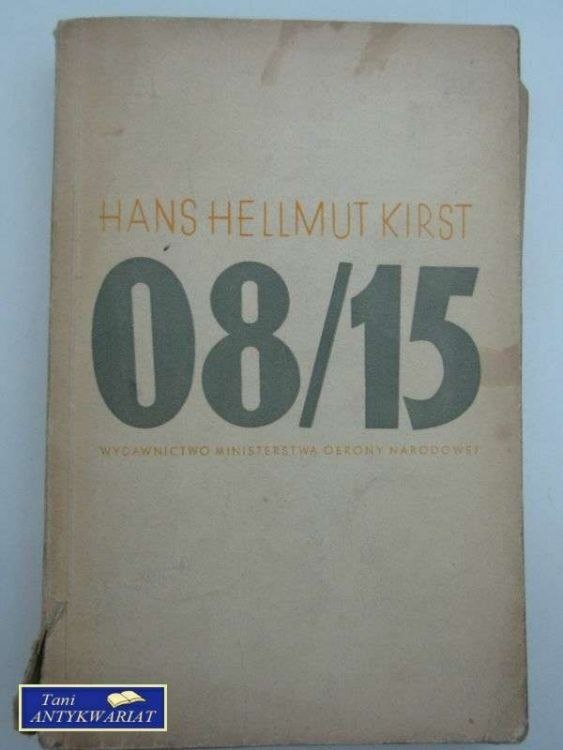 HANS HELLMUT KIRST
08/15
WYDAWNICTWO MINISTERSTWA OBRONY NARODOWEJ
Tani
ANTYKWARIAT